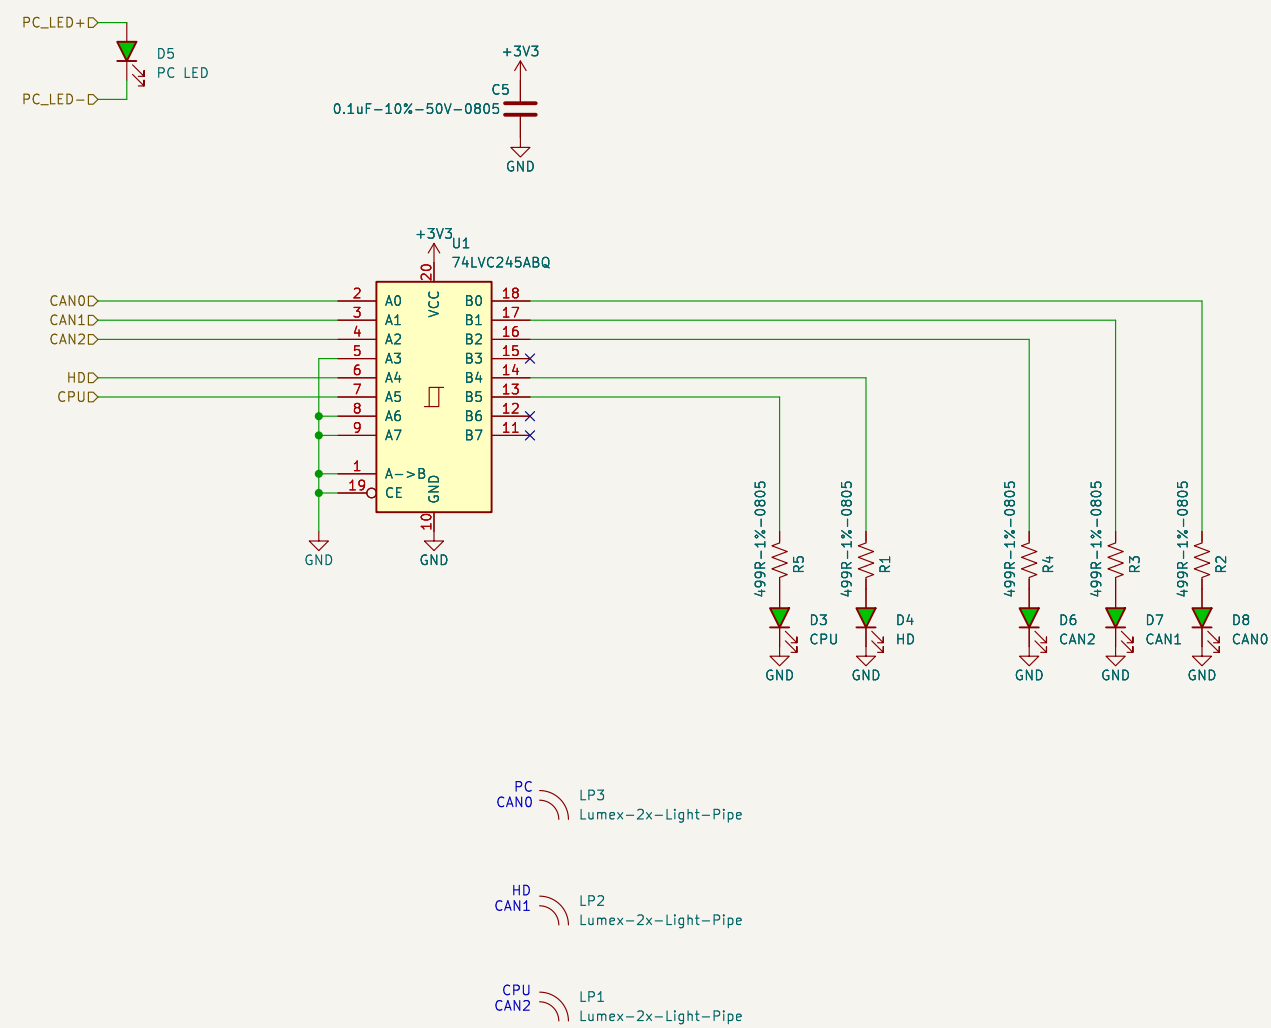 PC_LED+
D5
PC LED
PC_LED-
+3V3
C5
0.1uF-10%-50V-0805
GND
+3V3
U1
74LVC245ABQ
20
VCC
CAN0 2 A0 B0 18
CAN1 3 A1 B1 17
CAN2 4 A2 B2 16
5 A3 B3 15
HD 6 A4 B4 14
CPU 7 A5 B5 13
8 A6 B6 12
9 A7 B7 11
1 A->B
19 CE
GND
10
GND
GND
499R-1%-0805
R5
499R-1%-0805
R1
499R-1%-0805
R4
499R-1%-0805
R3
499R-1%-0805
R2
D3
CPU
GND
D4
HD
GND
D6
CAN2
GND
D7
CAN1
GND
D8
CAN0
GND
PC
CAN0
LP3
Lumex-2x-Light-Pipe
HD
CAN1
LP2
Lumex-2x-Light-Pipe
CPU
CAN2
LP1
Lumex-2x-Light-Pipe